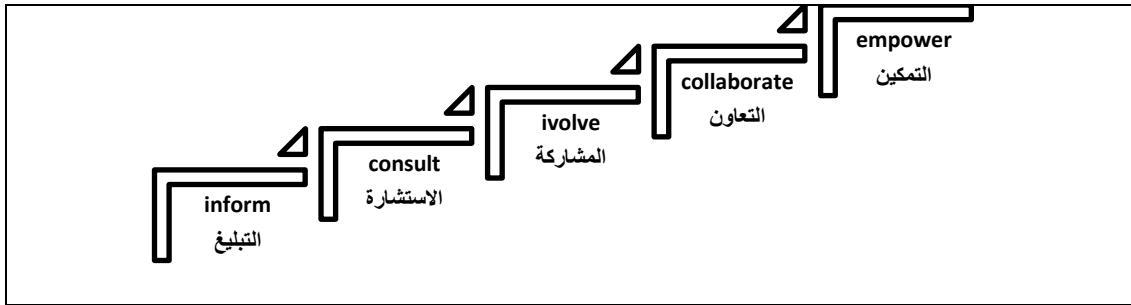 empower
التمكين
collaborate
التعاون
ivolve
المشاركة
consult
الاستشارة
inform
التبليغ